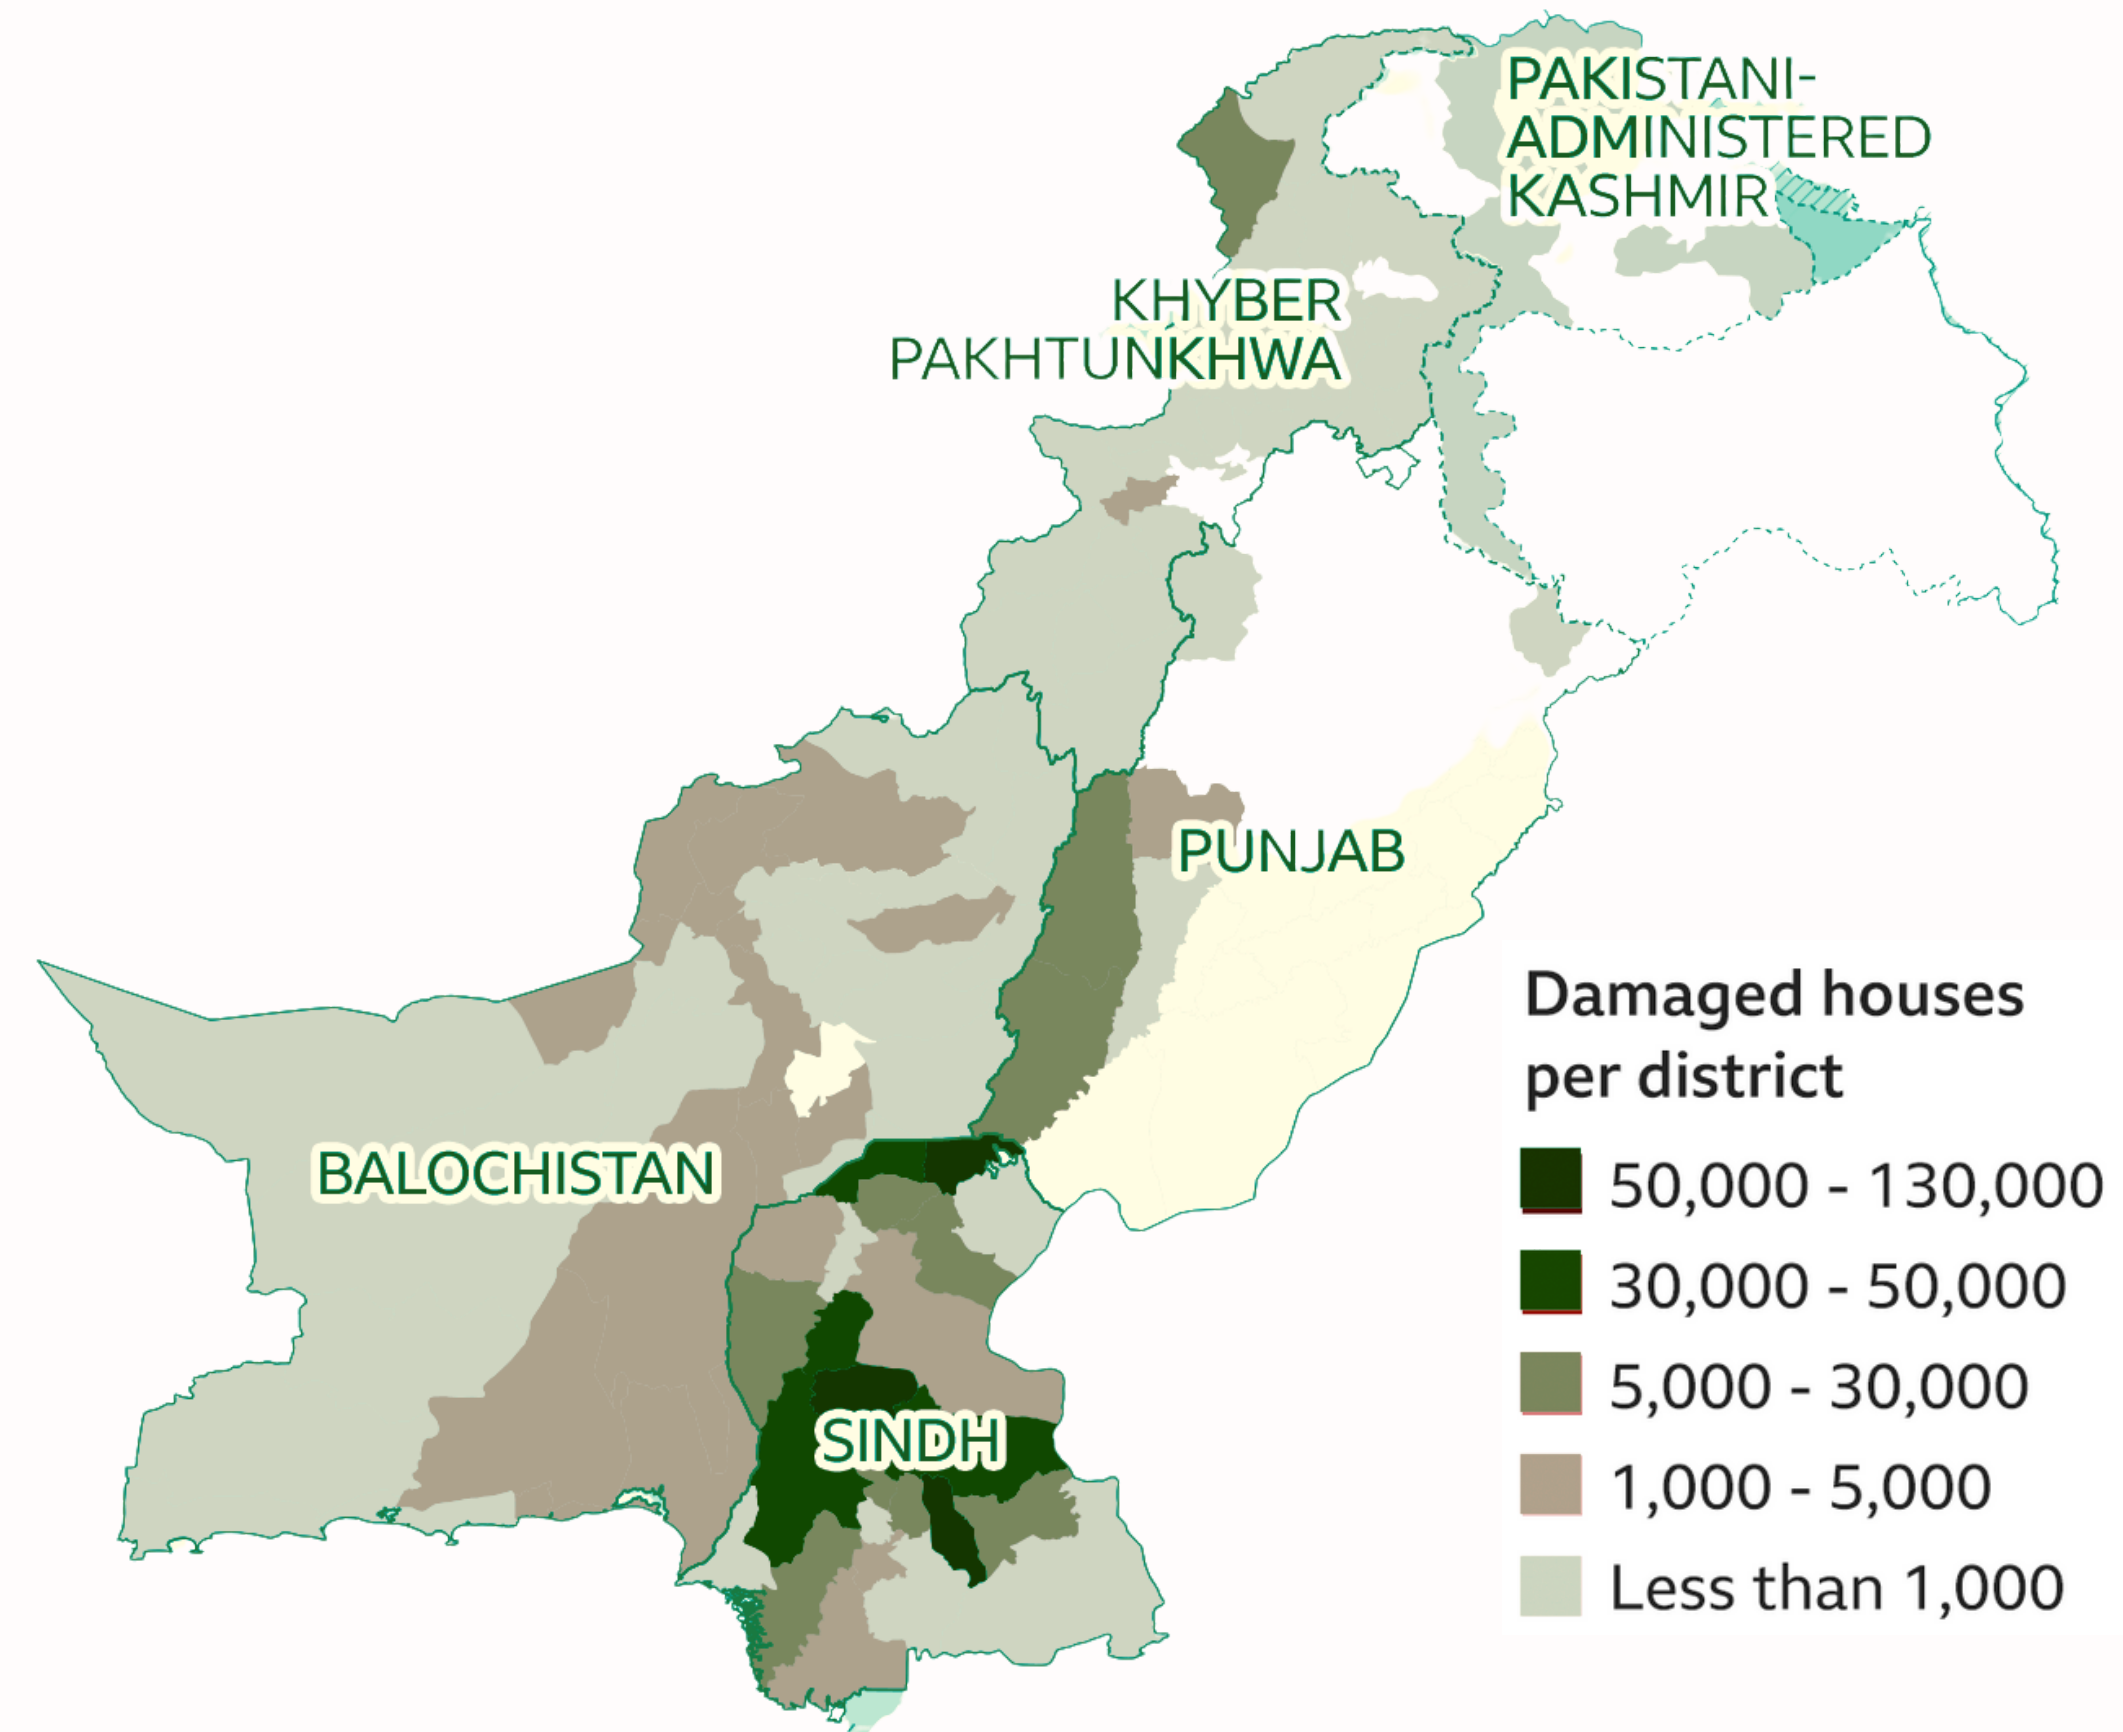 PAKISTANI-
ADMINISTERED
KASHMIR
KHYBER
PAKHTUNKHWA
PUNJAB
BALOCHISTAN
SINDH
Damaged houses
per district
50,000 - 130,000
30,000 - 50,000
5,000 - 30,000
1,000 - 5,000
Less than 1,000